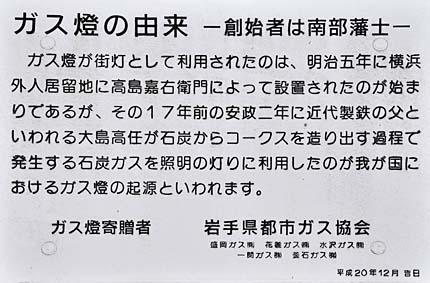 ガス燈の由来 ー創始者は南部藩士ー
ガス燈が街灯として利用されたのは、明治五年に横浜
外人居留地に高島嘉右衛門によって設置されたのが始ま
りであるが、その17年前の安政二年に近代製鉄の父と
いわれる大島高任が石炭からコークスを造り出す過程で
発生する石炭ガスを照明の灯りに利用したのが我が国に
おけるガス燈の起源といわれます。
ガス燈寄贈者 岩手県都市ガス協会
盛岡ガス㈱ 花巻ガス㈱ 水沢ガス㈱
一関ガス㈱ 釜石ガス㈱
平成20年12月 吉日